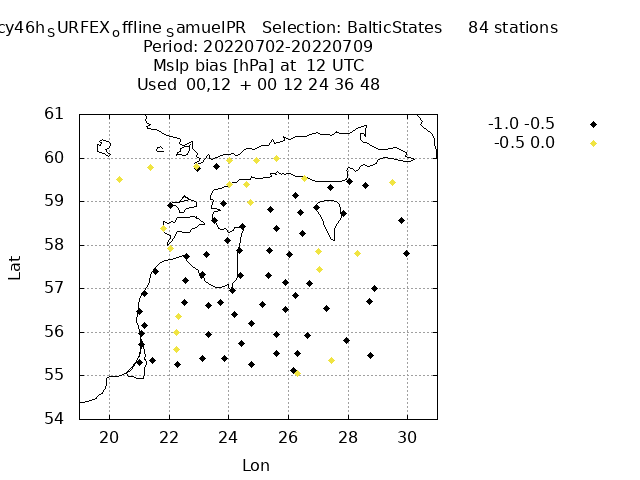 cy46h_SURFEX_offline_SamuelPR Selection: BalticStates 84 stations
Period: 20220702-20220709
Mslp bias [hPa] at 12 UTC
Used 00,12 + 00 12 24 36 48
-1.0 -0.5
-0.5 0.0
61
60
59
58
57
56
55
54
Lat
20 22 24 26 28 30
Lon